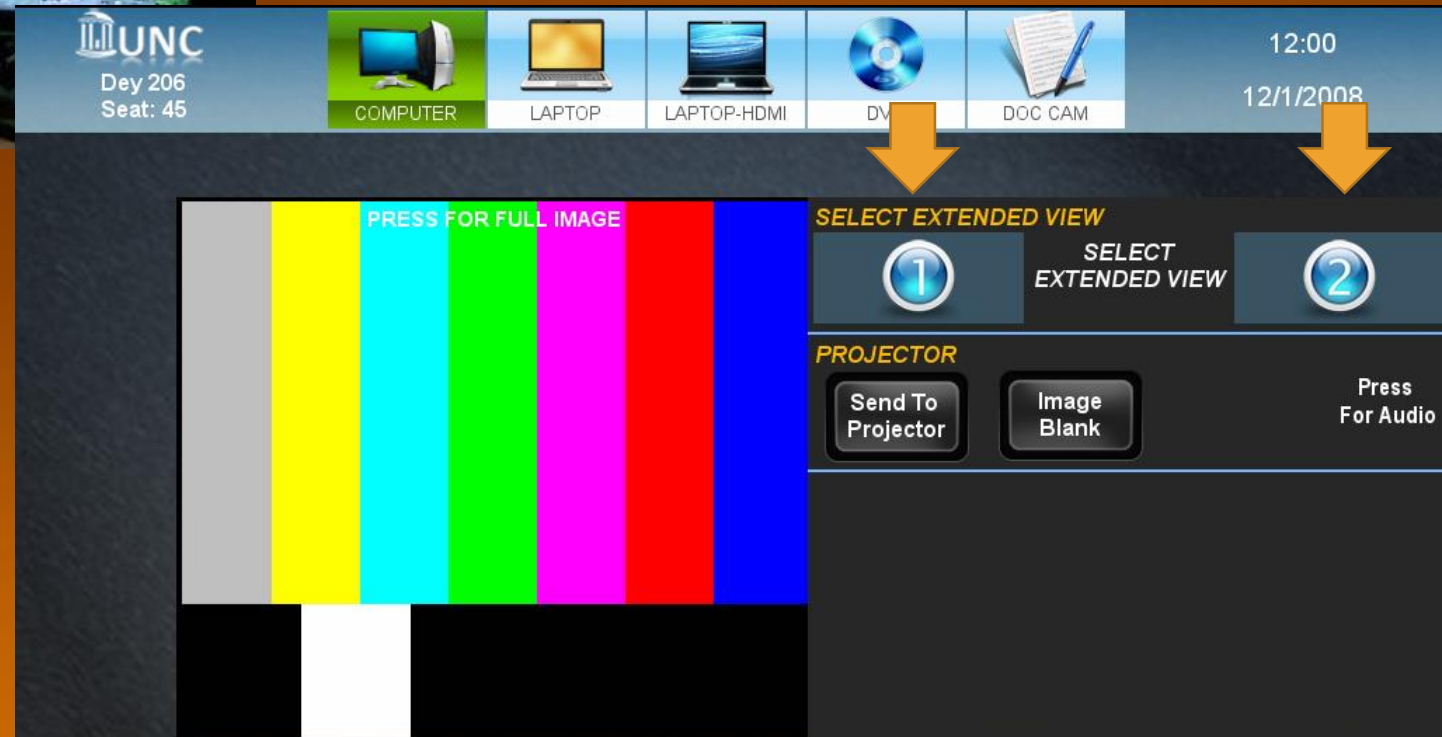 UNC
Dey 206
Seat: 45
COMPUTER
LAPTOP
LAPTOP-HDMI
DOC CAM
12:00
12/1/2008
PRESS FOR FULL IMAGE
SELECT EXTENDED VIEW
1
SELECT
EXTENDED VIEW
2
PROJECTOR
Send To
Projector
Image
Blank
Press
For Audio